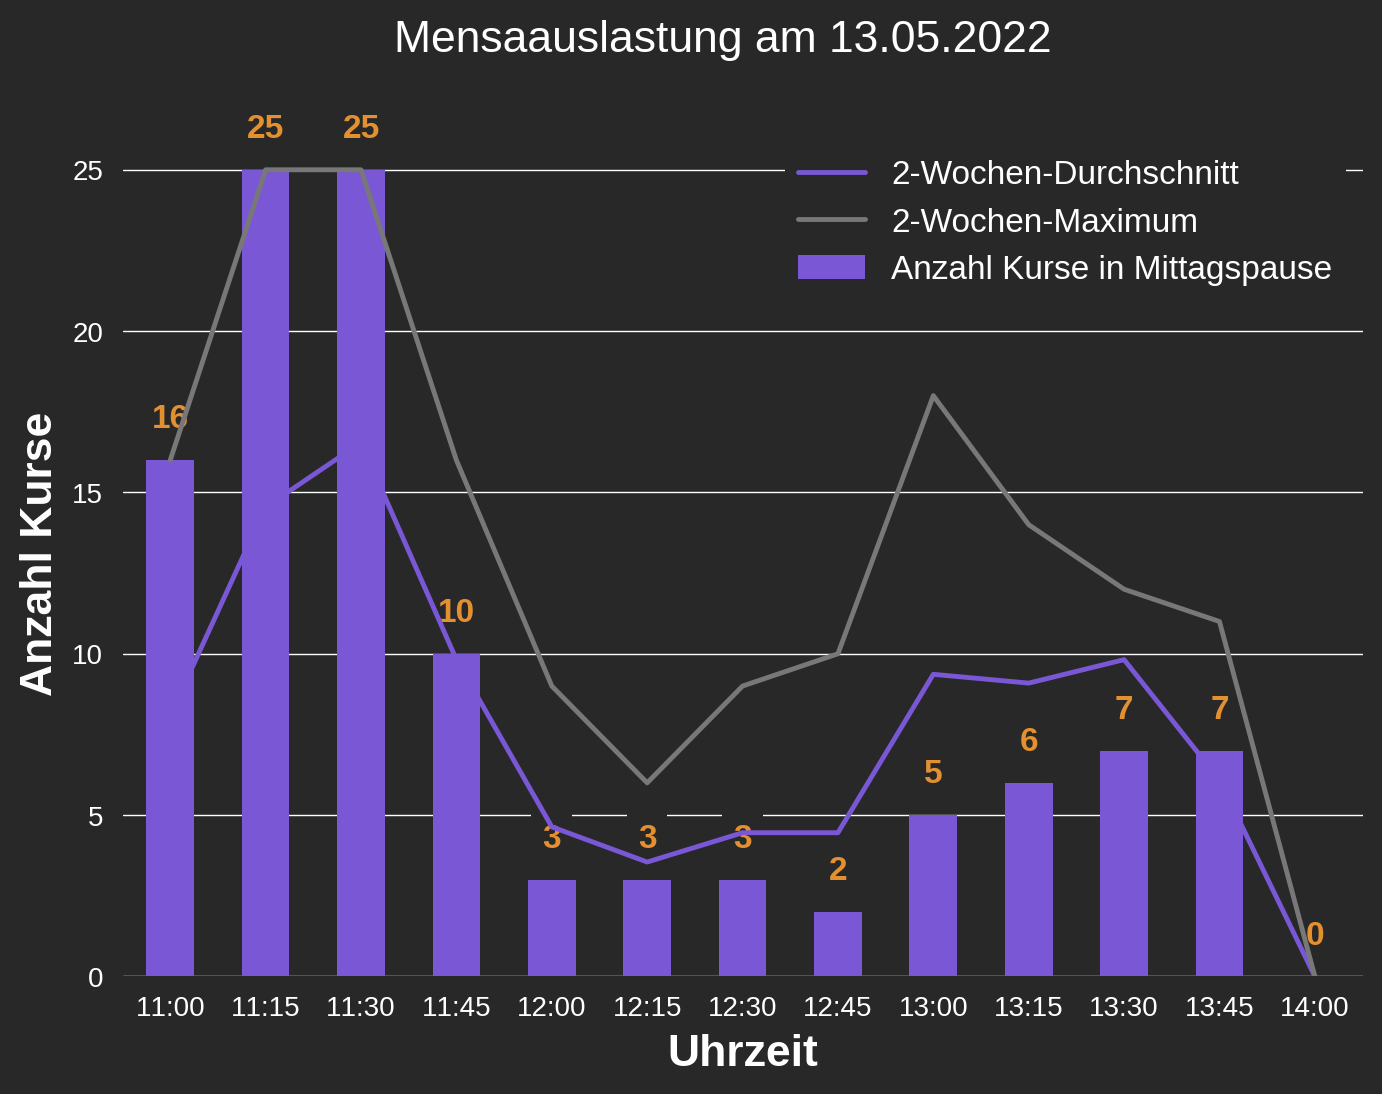 Mensaauslastung am 13.05.2022
25 25
25
2-Wochen-Durchschnitt
2-Wochen-Maximum
Anzahl Kurse in Mittagspause
20
16
15
10
10
7 7
6
5
5
3 3 3
2
0
0
Anzahl Kurse
11:00 11:15 11:30 11:45 12:00 12:15 12:30 12:45 13:00 13:15 13:30 13:45 14:00
Uhrzeit